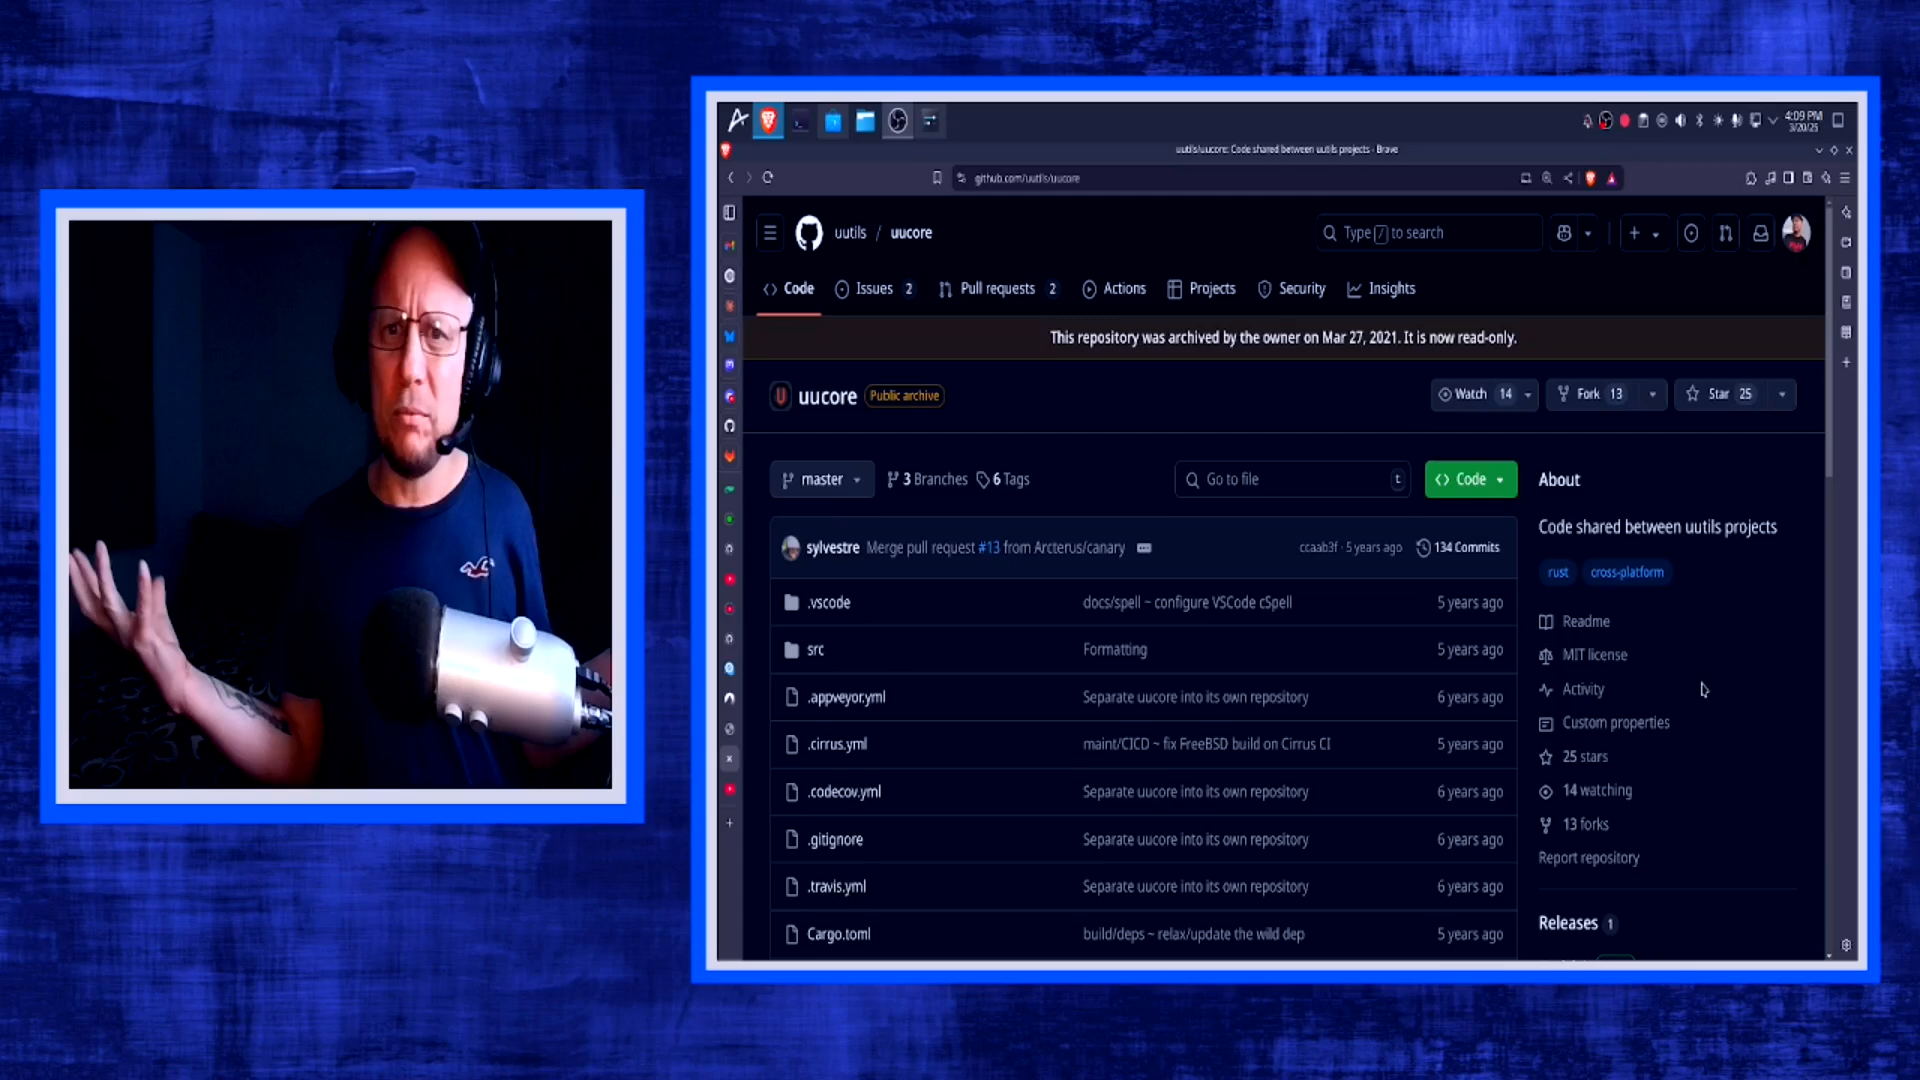 4:09 PM
3/20/25
uutils/uucore: Code shared between uutils projects - Brave
github.com/uutils/uucore
uutils / uucore
Type / to search
Code
Issues 2
Pull requests 2
Actions
Projects
Security
Insights
This repository was archived by the owner on Mar 27, 2021. It is now read-only.
uucore Public archive
Watch 14
Fork 13
Star 25
master
3 Branches
6 Tags
Go to file t
Code
sylvestre Merge pull request #13 from Arcterus/canary
ccaab3f · 5 years ago
134 Commits
.vscode docs/spell ~ configure VSCode cSpell 5 years ago
src Formatting 5 years ago
.appveyor.yml Separate uucore into its own repository 6 years ago
.cirrus.yml maint/CICD ~ fix FreeBSD build on Cirrus CI 5 years ago
.codecov.yml Separate uucore into its own repository 6 years ago
.gitignore Separate uucore into its own repository 6 years ago
.travis.yml Separate uucore into its own repository 6 years ago
Cargo.toml build/deps ~ relax/update the wild dep 5 years ago
About
Code shared between uutils projects
rust cross-platform
Readme
MIT license
Activity
Custom properties
25 stars
14 watching
13 forks
Report repository
Releases 1